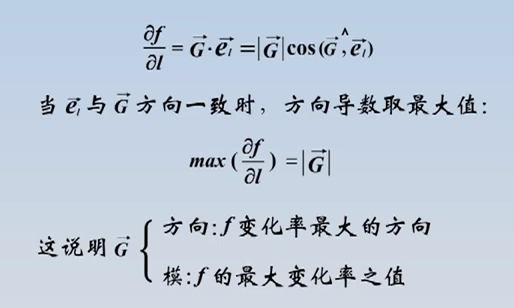 ∂f/∂l = G⃗·e⃗ₗ = |G⃗| cos(G⃗,^e⃗ₗ)
当 e⃗ₗ 与 G⃗ 方向一致时，方向导数取最大值：
max (∂f/∂l) = |G⃗|
这说明 G⃗ {
方向：f 变化率最大的方向
模：f 的最大变化率之值